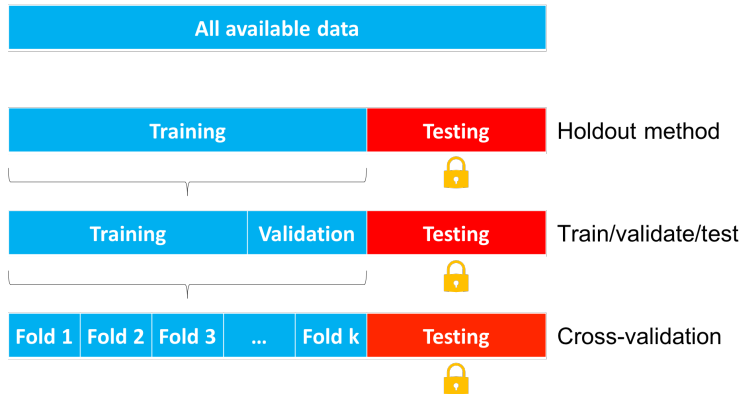 All available data
Training Testing Holdout method
Training Validation Testing Train/validate/test
Fold 1 Fold 2 Fold 3 ... Fold k Testing Cross-validation